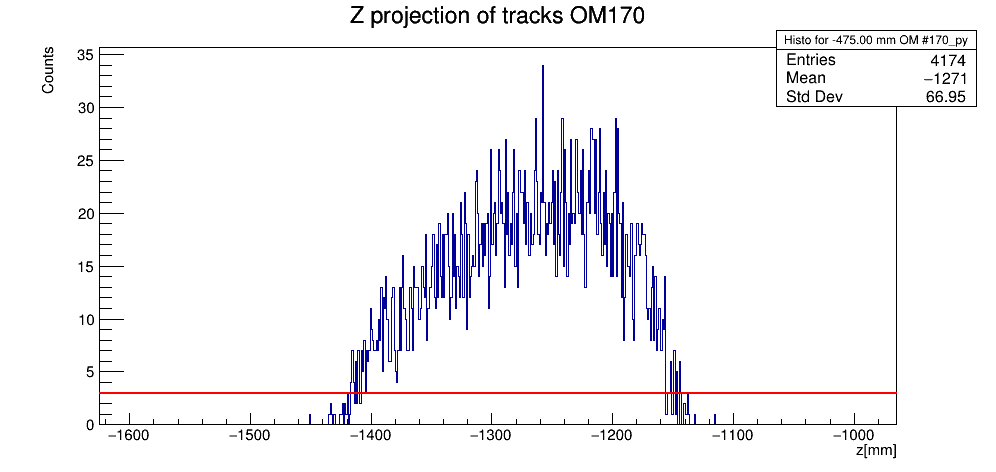 Z projection of tracks OM170
Histo for -475.00 mm OM #170_py
Entries 4174
Mean −1271
Std Dev 66.95
Counts
35
30
25
20
15
10
5
0
−1600 −1500 −1400 −1300 −1200 −1100 −1000
z[mm]